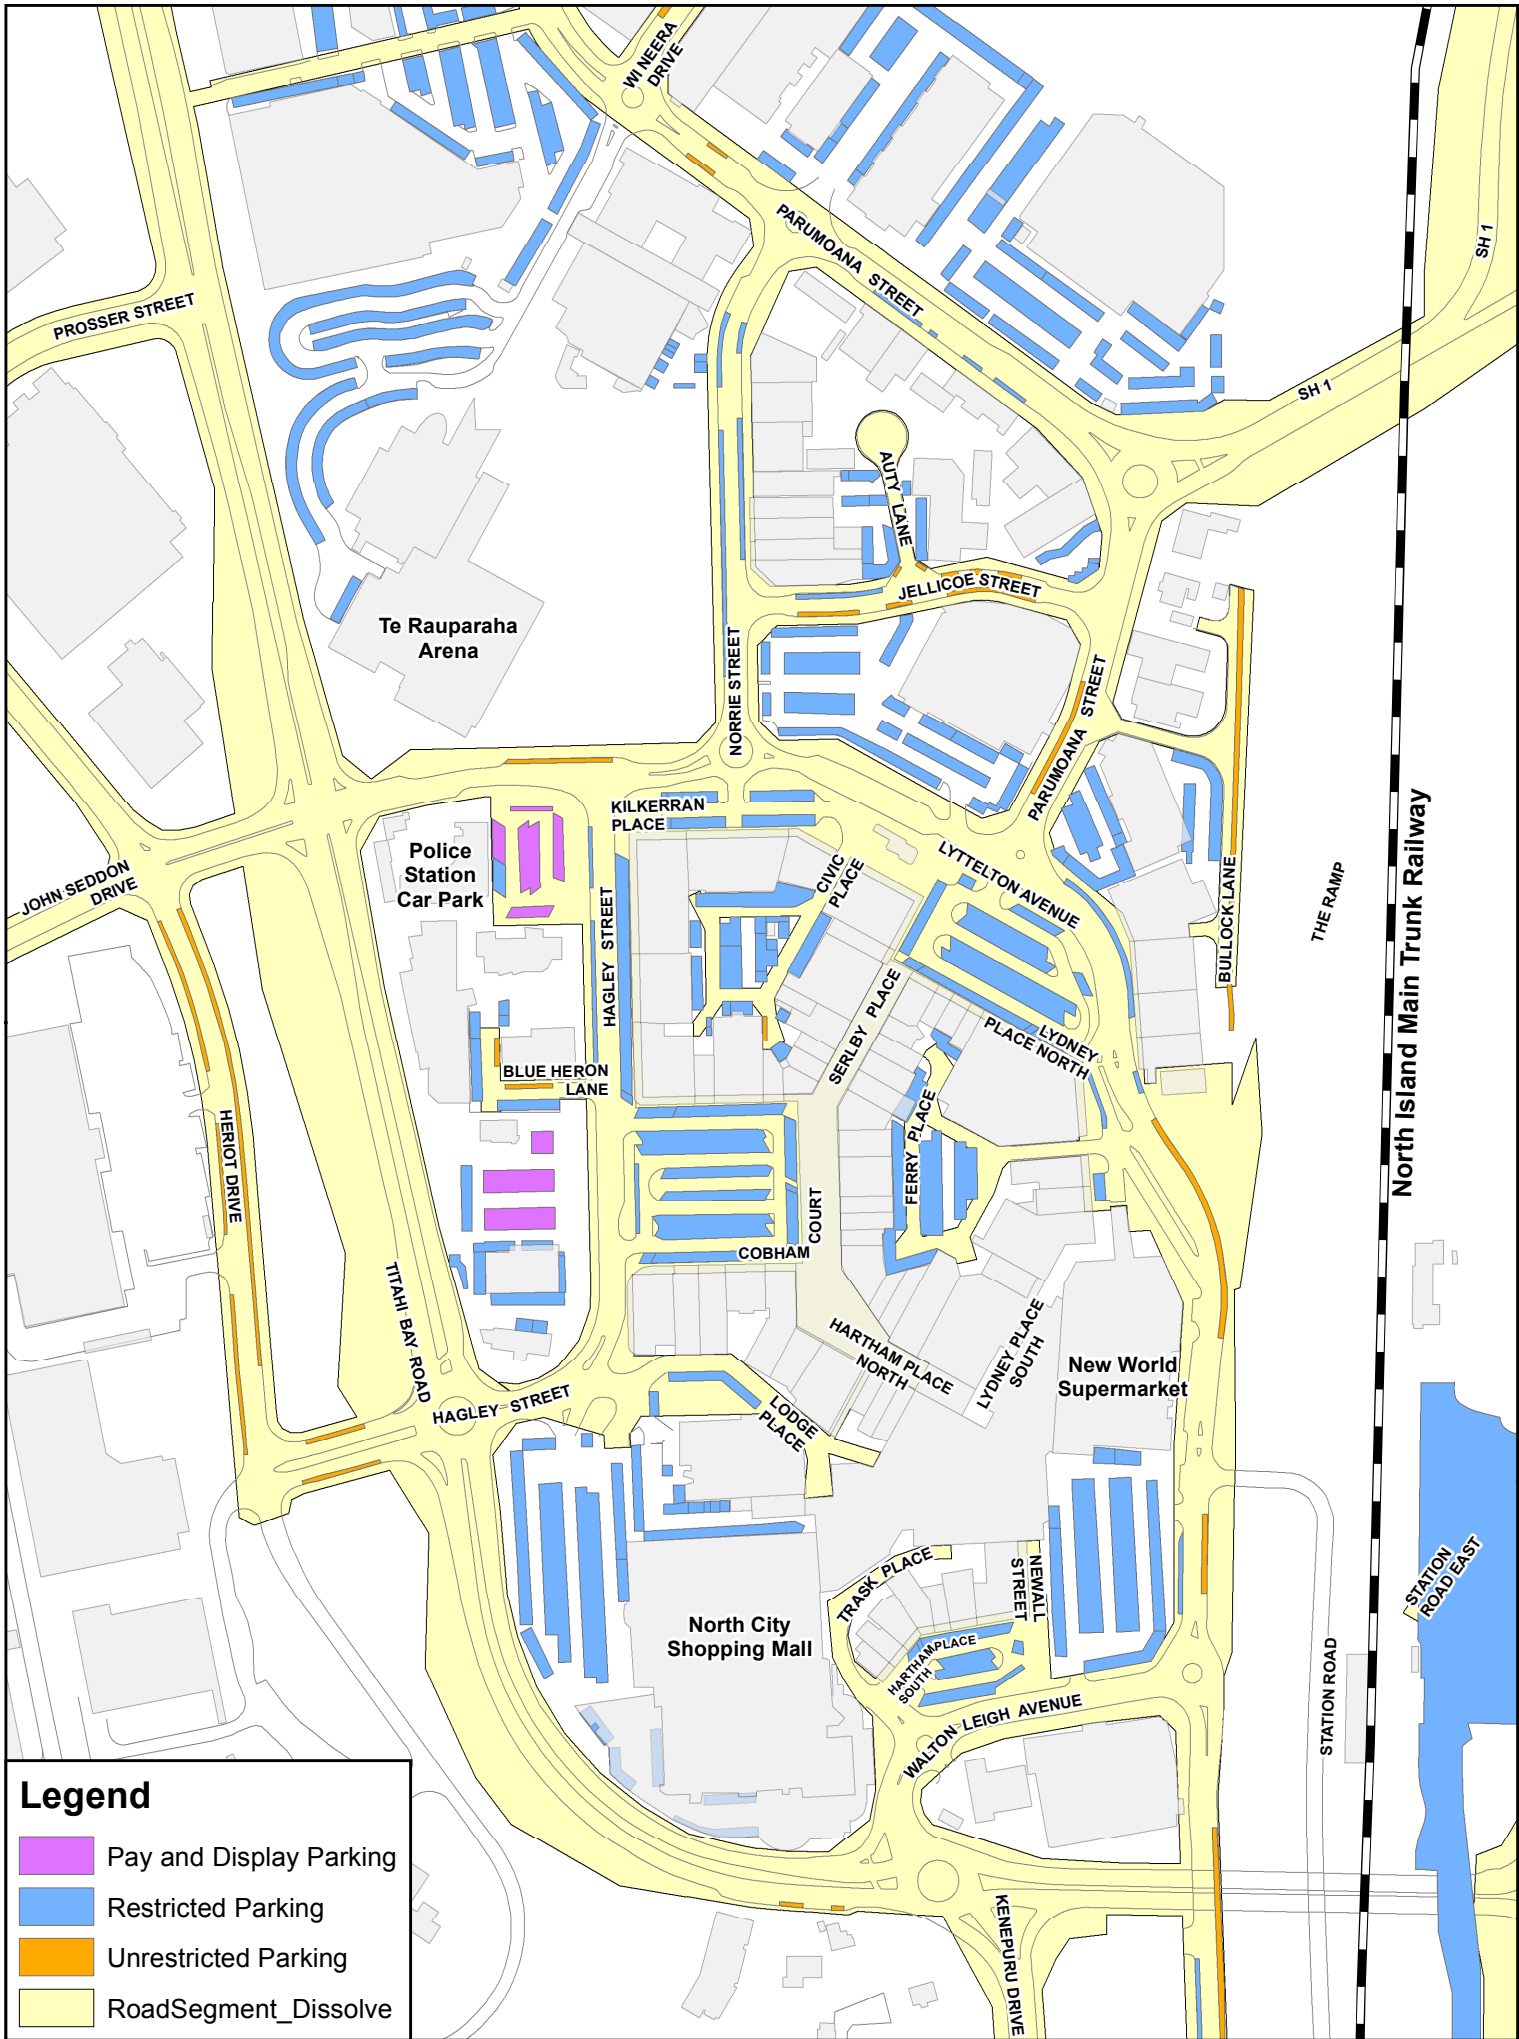 WI NEERA
DRIVE
PARUMOANA STREET
SH 1
PROSSER STREET
SH 1
AUTY LANE
JELLICOE STREET
Te Rauparaha
Arena
NORRIE STREET
PARUMOANA STREET
KILKERRAN
PLACE
Police
Station
Car Park
CIVIC
PLACE
LYTTELTON AVENUE
JOHN SEDDON
DRIVE
HAGLEY STREET
BULLOCK LANE
THE RAMP
North Island Main Trunk Railway
SERLBY PLACE
LYDNEY
PLACE NORTH
BLUE HERON
LANE
FERRY PLACE
HERIOT DRIVE
COBHAM
COURT
TITAHI BAY ROAD
HARTHAM PLACE
NORTH
LYDNEY PLACE
SOUTH
New World
Supermarket
HAGLEY STREET
LODGE
PLACE
TRASK PLACE
NEWALL
STREET
STATION
ROAD EAST
North City
Shopping Mall
HARTHAM PLACE
SOUTH
STATION ROAD
WALTON LEIGH AVENUE
KENEPURU DRIVE
Legend
Pay and Display Parking
Restricted Parking
Unrestricted Parking
RoadSegment_Dissolve